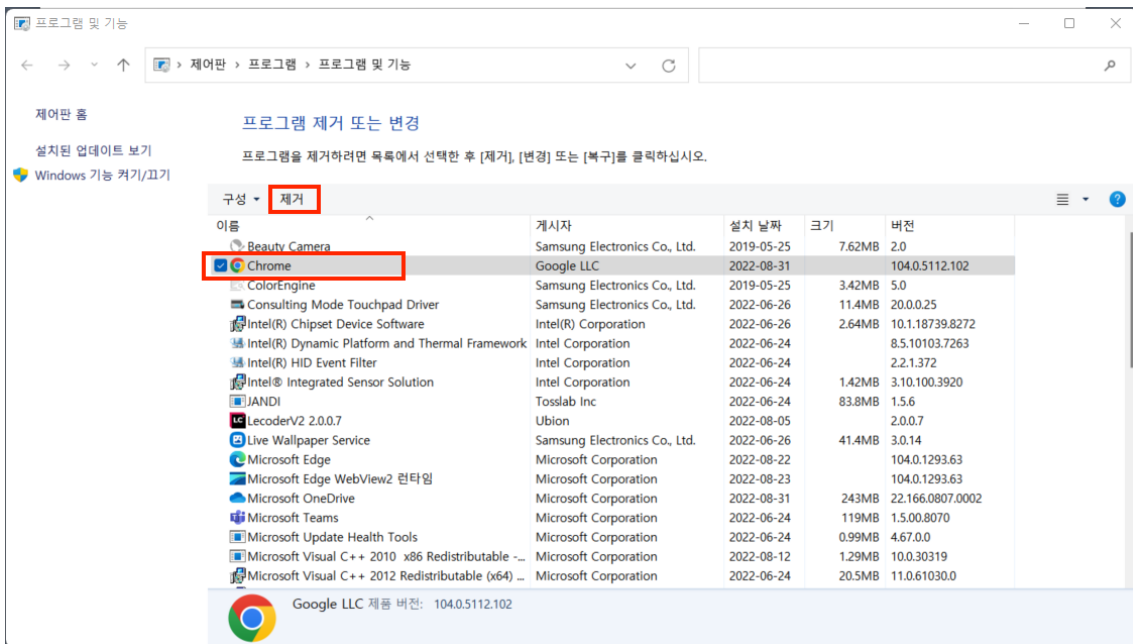 프로그램 및 기능
제어판 › 프로그램 › 프로그램 및 기능
제어판 홈
설치된 업데이트 보기
Windows 기능 켜기/끄기
프로그램 제거 또는 변경
프로그램을 제거하려면 목록에서 선택한 후 [제거], [변경] 또는 [복구]를 클릭하십시오.
구성 제거
이름 게시자 설치 날짜 크기 버전
Beauty Camera Samsung Electronics Co., Ltd. 2019-05-25 7.62MB 2.0
Chrome Google LLC 2022-08-31 104.0.5112.102
ColorEngine Samsung Electronics Co., Ltd. 2019-05-25 3.42MB 5.0
Consulting Mode Touchpad Driver Samsung Electronics Co., Ltd. 2022-06-26 11.4MB 20.0.0.25
Intel(R) Chipset Device Software Intel(R) Corporation 2022-06-26 2.64MB 10.1.18739.8272
Intel(R) Dynamic Platform and Thermal Framework Intel Corporation 2022-06-24 8.5.10103.7263
Intel(R) HID Event Filter Intel Corporation 2022-06-24 2.2.1.372
Intel® Integrated Sensor Solution Intel Corporation 2022-06-24 1.42MB 3.10.100.3920
JANDI Tosslab Inc 2022-06-24 83.8MB 1.5.6
LC LecoderV2 2.0.0.7 Ubion 2022-08-05 2.0.0.7
Live Wallpaper Service Samsung Electronics Co., Ltd. 2022-06-26 41.4MB 3.0.14
Microsoft Edge Microsoft Corporation 2022-08-22 104.0.1293.63
Microsoft Edge WebView2 런타임 Microsoft Corporation 2022-08-23 104.0.1293.63
Microsoft OneDrive Microsoft Corporation 2022-08-31 243MB 22.166.0807.0002
Microsoft Teams Microsoft Corporation 2022-06-24 119MB 1.5.00.8070
Microsoft Update Health Tools Microsoft Corporation 2022-06-24 0.99MB 4.67.0.0
Microsoft Visual C++ 2010 x86 Redistributable -... Microsoft Corporation 2022-08-12 1.29MB 10.0.30319
Microsoft Visual C++ 2012 Redistributable (x64) ... Microsoft Corporation 2022-06-24 20.5MB 11.0.61030.0
Google LLC 제품 버전: 104.0.5112.102